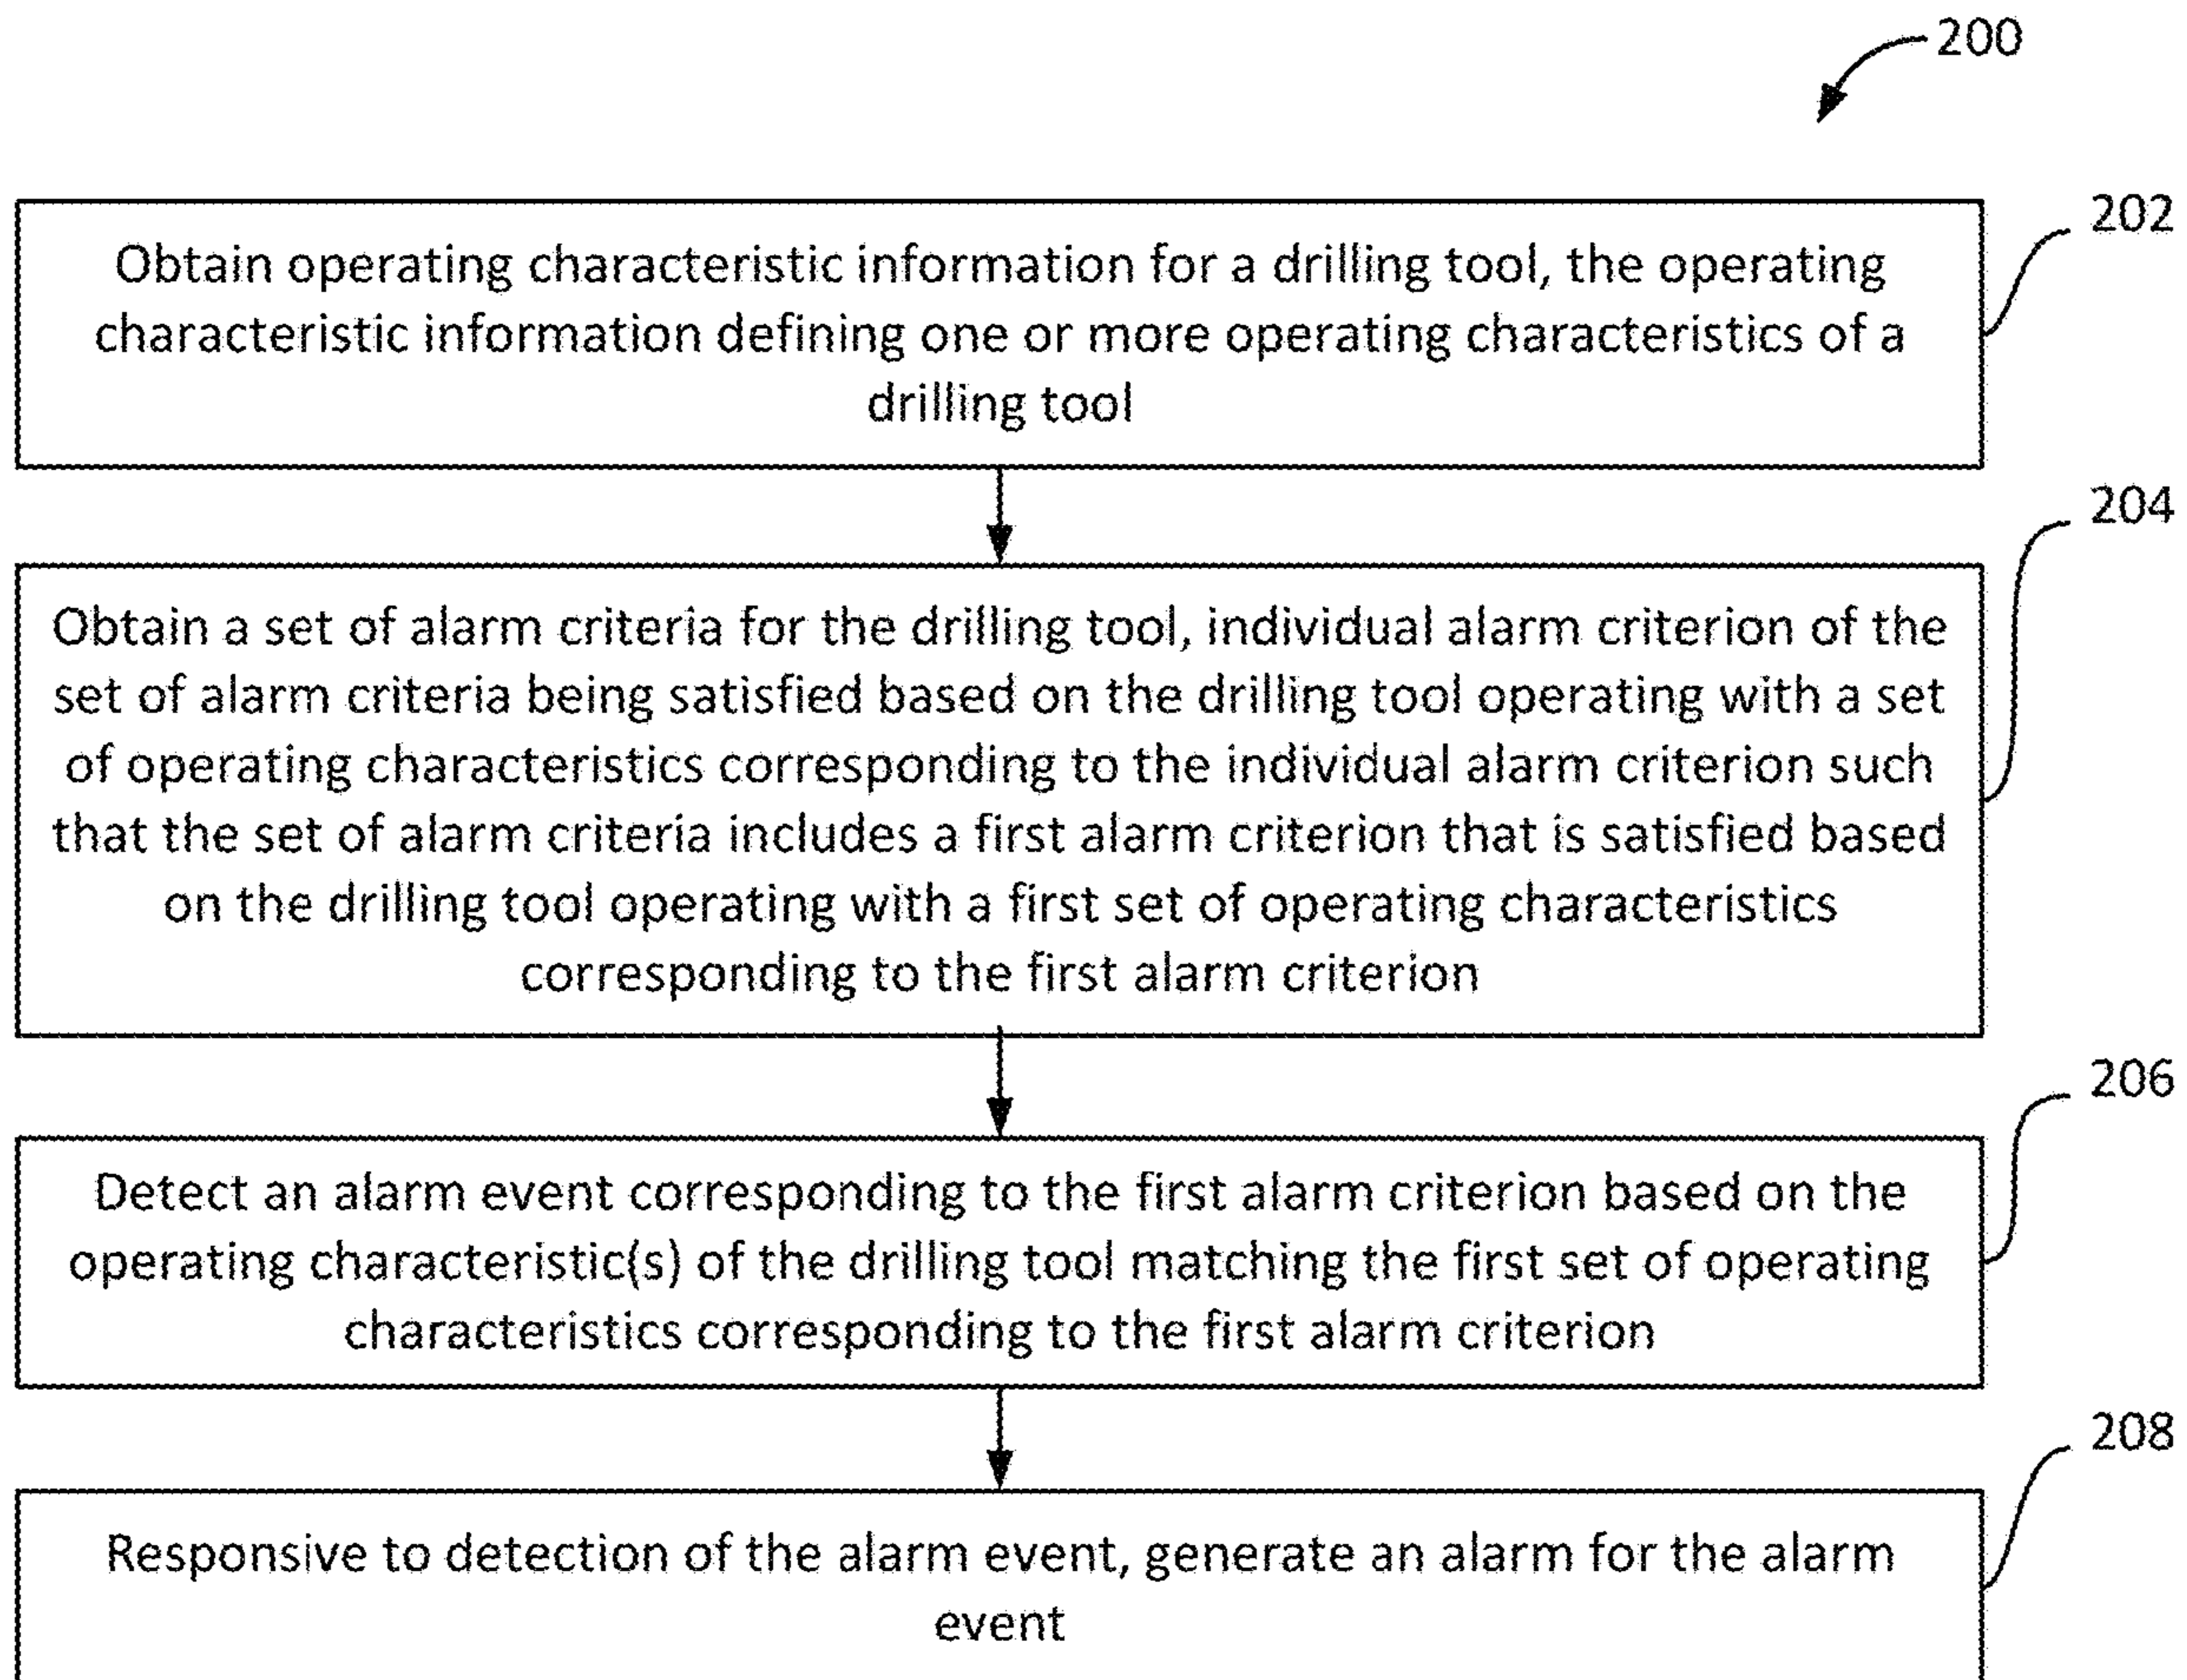 200
202
Obtain operating characteristic information for a drilling tool, the operating
characteristic information defining one or more operating characteristics of a
drilling tool
204
Obtain a set of alarm criteria for the drilling tool, individual alarm criterion of the
set of alarm criteria being satisfied based on the drilling tool operating with a set
of operating characteristics corresponding to the individual alarm criterion such
that the set of alarm criteria includes a first alarm criterion that is satisfied based
on the drilling tool operating with a first set of operating characteristics
corresponding to the first alarm criterion
206
Detect an alarm event corresponding to the first alarm criterion based on the
operating characteristic(s) of the drilling tool matching the first set of operating
characteristics corresponding to the first alarm criterion
208
Responsive to detection of the alarm event, generate an alarm for the alarm
event